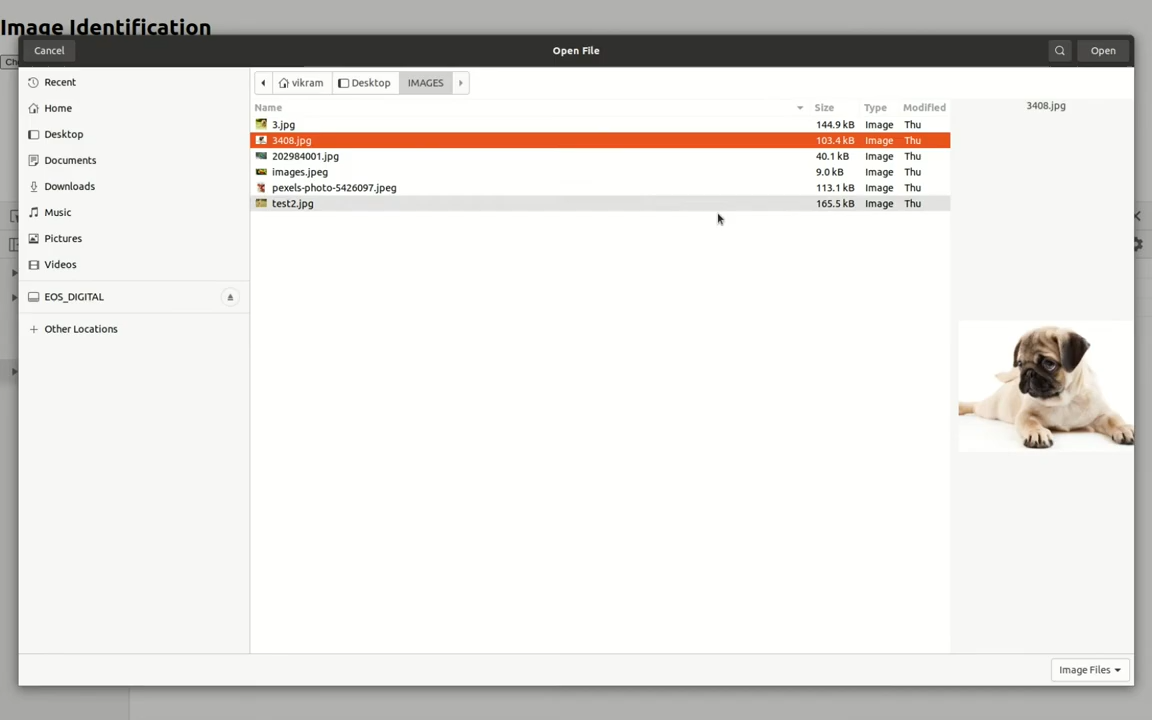 Image Identification
Cancel
Open File
Open
Recent
Home
Desktop
Documents
Downloads
Music
Pictures
Videos
EOS_DIGITAL
+ Other Locations
vikram
Desktop
IMAGES
Name Size Type Modified
3.jpg 144.9 kB Image Thu
3408.jpg 103.4 kB Image Thu
202984001.jpg 40.1 kB Image Thu
images.jpeg 9.0 kB Image Thu
pexels-photo-5426097.jpeg 113.1 kB Image Thu
test2.jpg 165.5 kB Image Thu
3408.jpg
Image Files